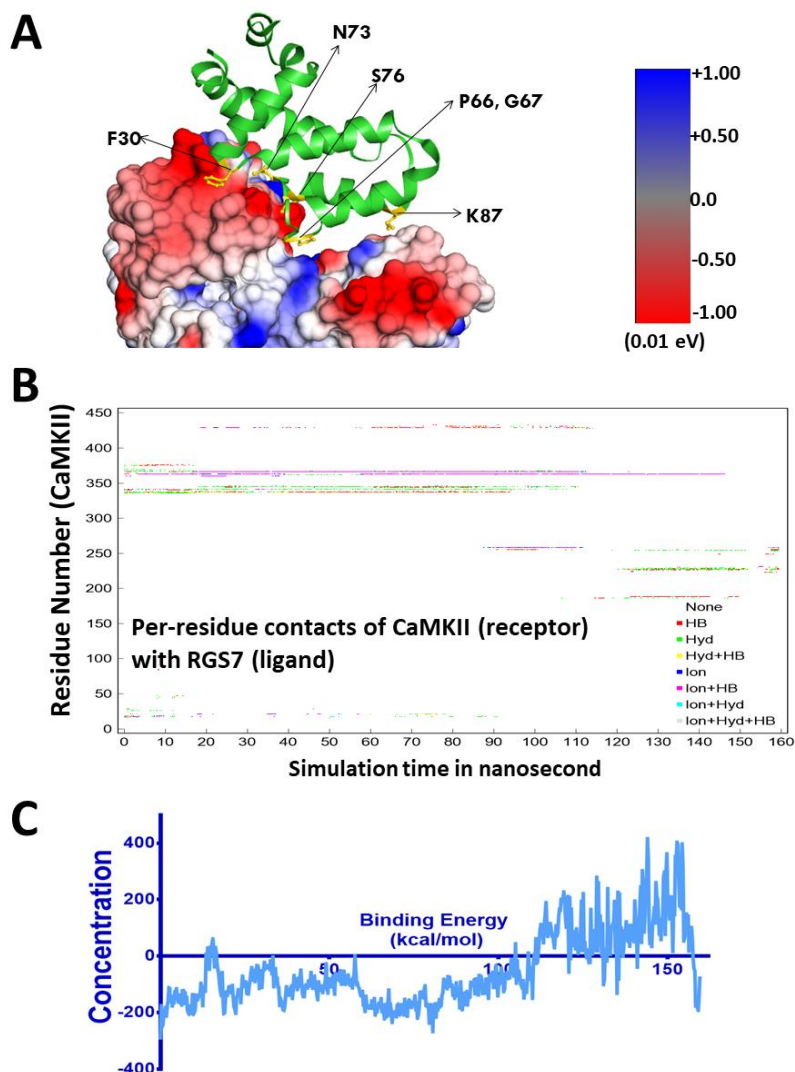 A
N73
S76
P66, G67
F30
K87
+1.00
+0.50
0.0
-0.50
-1.00
(0.01 eV)
B
Residue Number (CaMKII)
450
400
350
300
250
200
150
100
50
0
Per-residue contacts of CaMKII (receptor)
with RGS7 (ligand)
None
HB
Hyd
Hyd+HB
Ion
Ion+HB
Ion+Hyd
Ion+Hyd+HB
0 10 20 30 40 50 60 70 80 90 100 110 120 130 140 150 160
Simulation time in nanosecond
C
Concentration
400
200
0
-200
-400
Binding Energy
(kcal/mol)
50 100 150